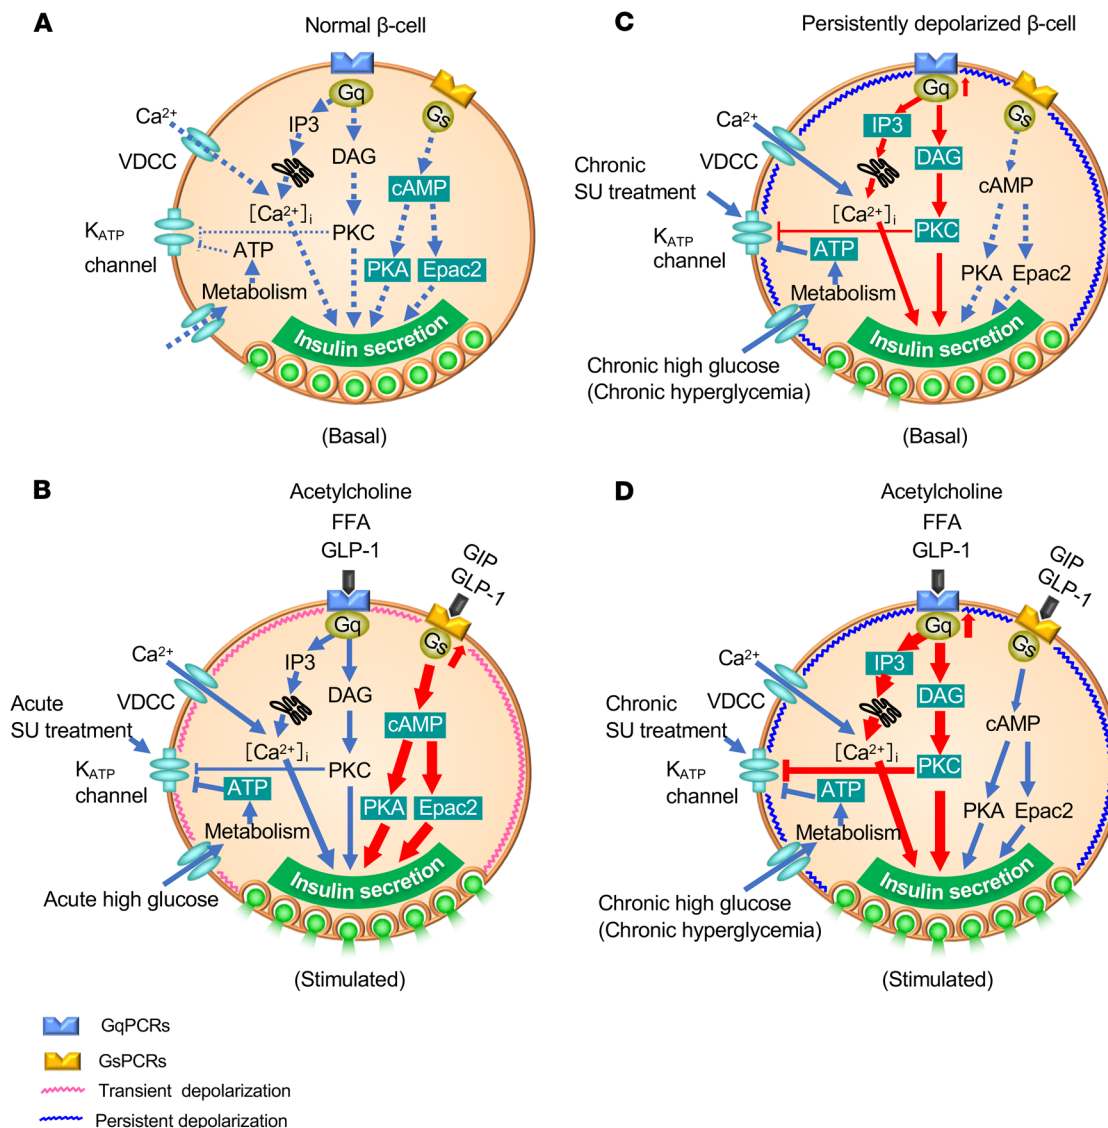 A
Normal β-cell
Gq
Gs
Ca²⁺
IP3
VDCC
DAG
cAMP
[Ca²⁺]ᵢ
K_ATP
channel
ATP
PKC
PKA
Epac2
Metabolism
Insulin secretion
(Basal)
C
Persistently depolarized β-cell
Gq
Gs
Ca²⁺
IP3
VDCC
DAG
Chronic
SU treatment
cAMP
[Ca²⁺]ᵢ
K_ATP
channel
PKC
ATP
PKA
Epac2
Metabolism
Insulin secretion
Chronic high glucose
(Chronic hyperglycemia)
(Basal)
B
Acetylcholine
FFA
GLP-1
GIP
GLP-1
Gq
Gs
Ca²⁺
IP3
VDCC
DAG
Acute
SU treatment
cAMP
[Ca²⁺]ᵢ
K_ATP
channel
PKC
ATP
PKA
Epac2
Metabolism
Insulin secretion
Acute high glucose
(Stimulated)
D
Acetylcholine
FFA
GLP-1
GIP
GLP-1
Gq
Gs
Ca²⁺
IP3
VDCC
DAG
Chronic
SU treatment
cAMP
[Ca²⁺]ᵢ
K_ATP
channel
PKC
ATP
PKA
Epac2
Metabolism
Insulin secretion
Chronic high glucose
(Chronic hyperglycemia)
(Stimulated)
GqPCRs
GsPCRs
Transient depolarization
Persistent depolarization